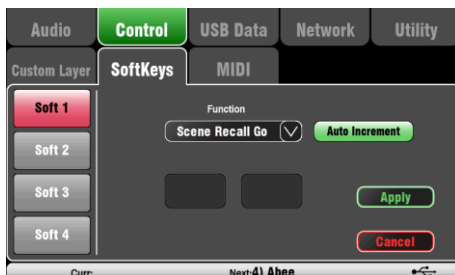 Audio Control USB Data Network Utility
Custom Layer SoftKeys MIDI
Soft 1
Function
Scene Recall Go Auto Increment
Soft 2
Soft 3
Apply
Soft 4
Cancel
Curr: Next:4) Abee